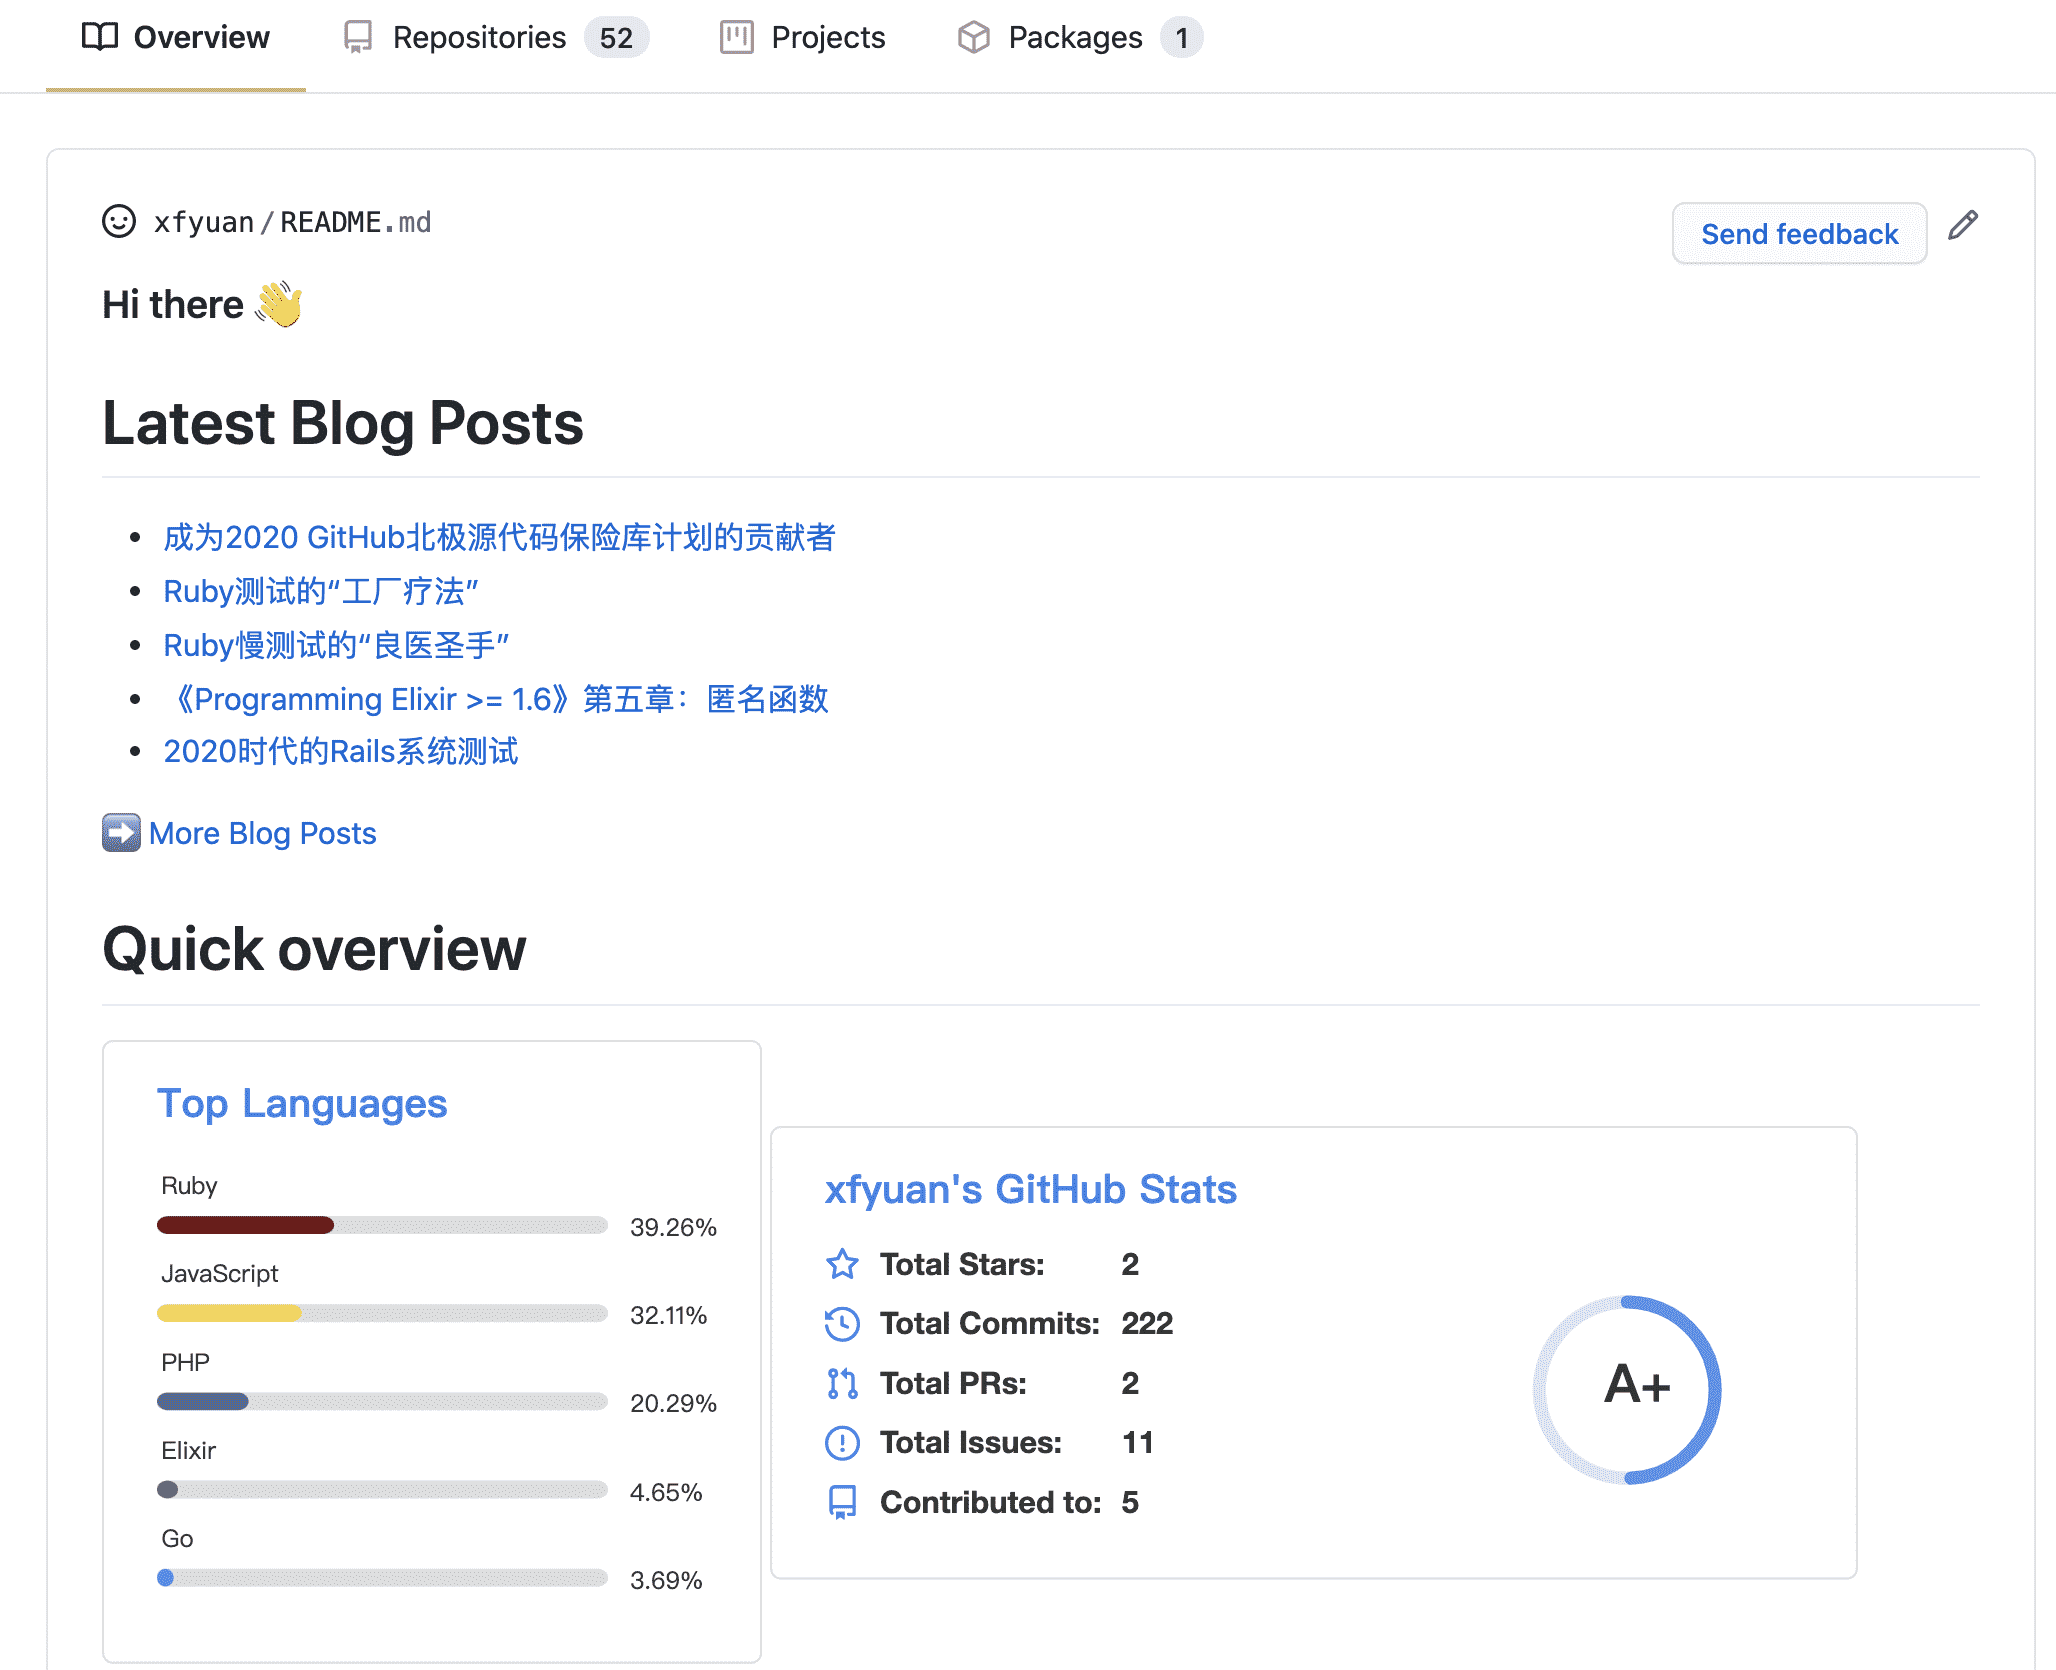 Overview Repositories 52 Projects Packages 1
xfyuan/README.md
Send feedback
Hi there 👋
Latest Blog Posts
成为2020 GitHub北极源代码保险库计划的贡献者
Ruby测试的“工厂疗法”
Ruby慢测试的“良医圣手”
《Programming Elixir >= 1.6》第五章：匿名函数
2020时代的Rails系统测试
➡️ More Blog Posts
Quick overview
Top Languages
Ruby
39.26%
JavaScript
32.11%
PHP
20.29%
Elixir
4.65%
Go
3.69%
xfyuan's GitHub Stats
Total Stars: 2
Total Commits: 222
Total PRs: 2
Total Issues: 11
Contributed to: 5
A+